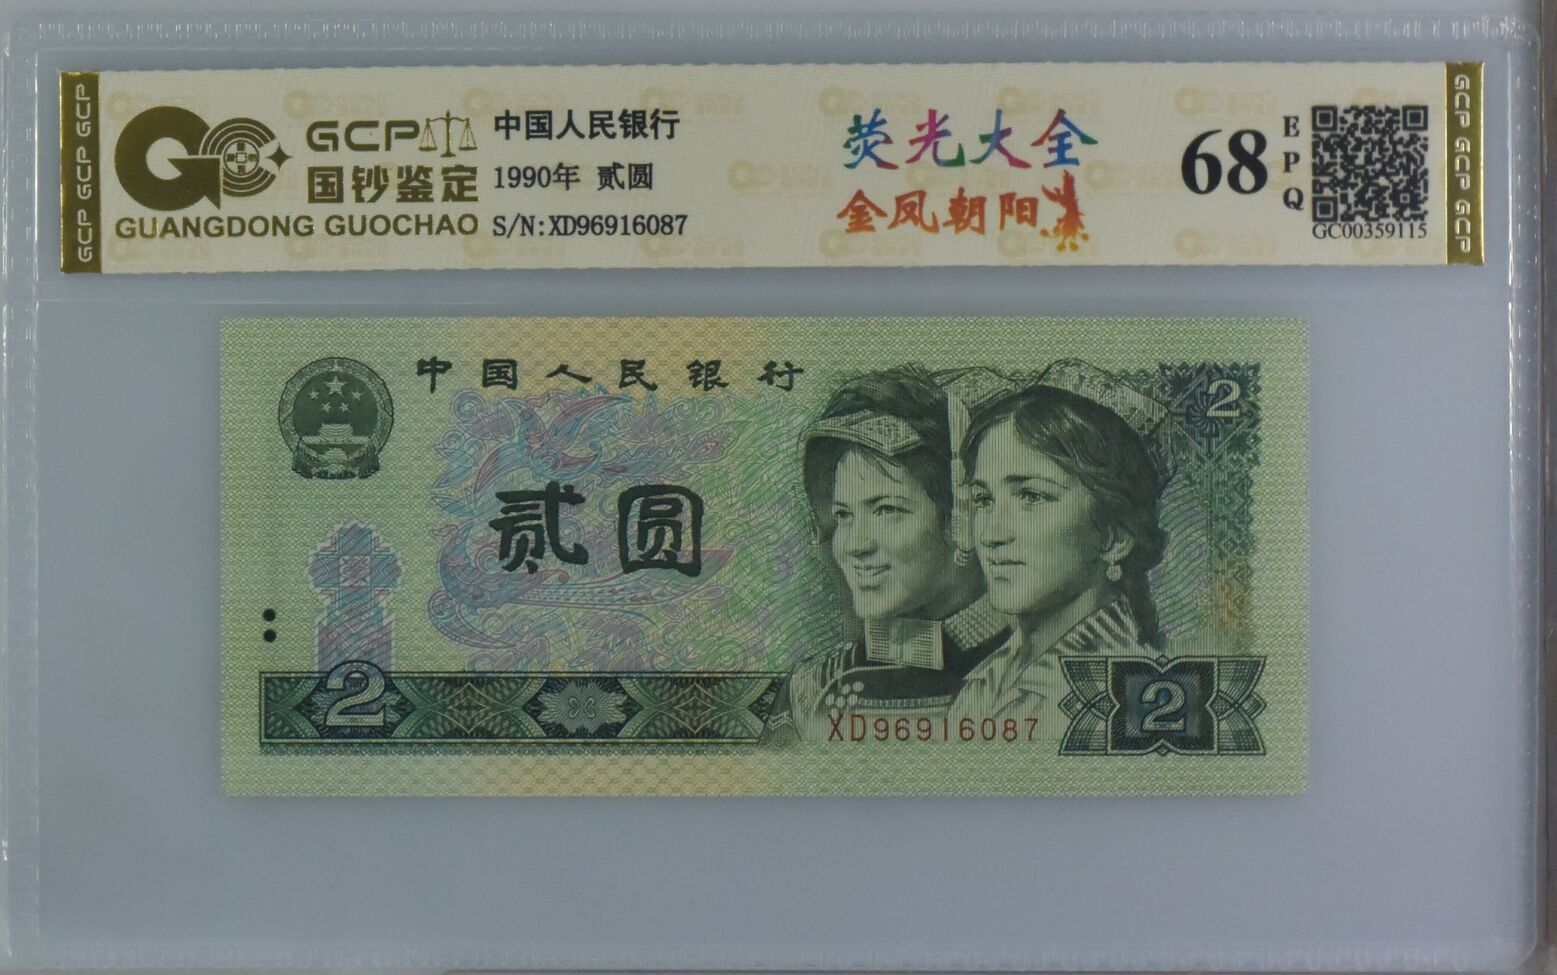 GCP GCP GCP
GCP
国钞鉴定
GUANGDONG GUOCHAO
中国人民银行
1990年 贰圆
S/N:XD96916087
荧光大全
金凤朝阳
68
EPQ
GC00359115
GCP GCP GCP
中国人民银行
2
贰圆
2
XD96916087
2